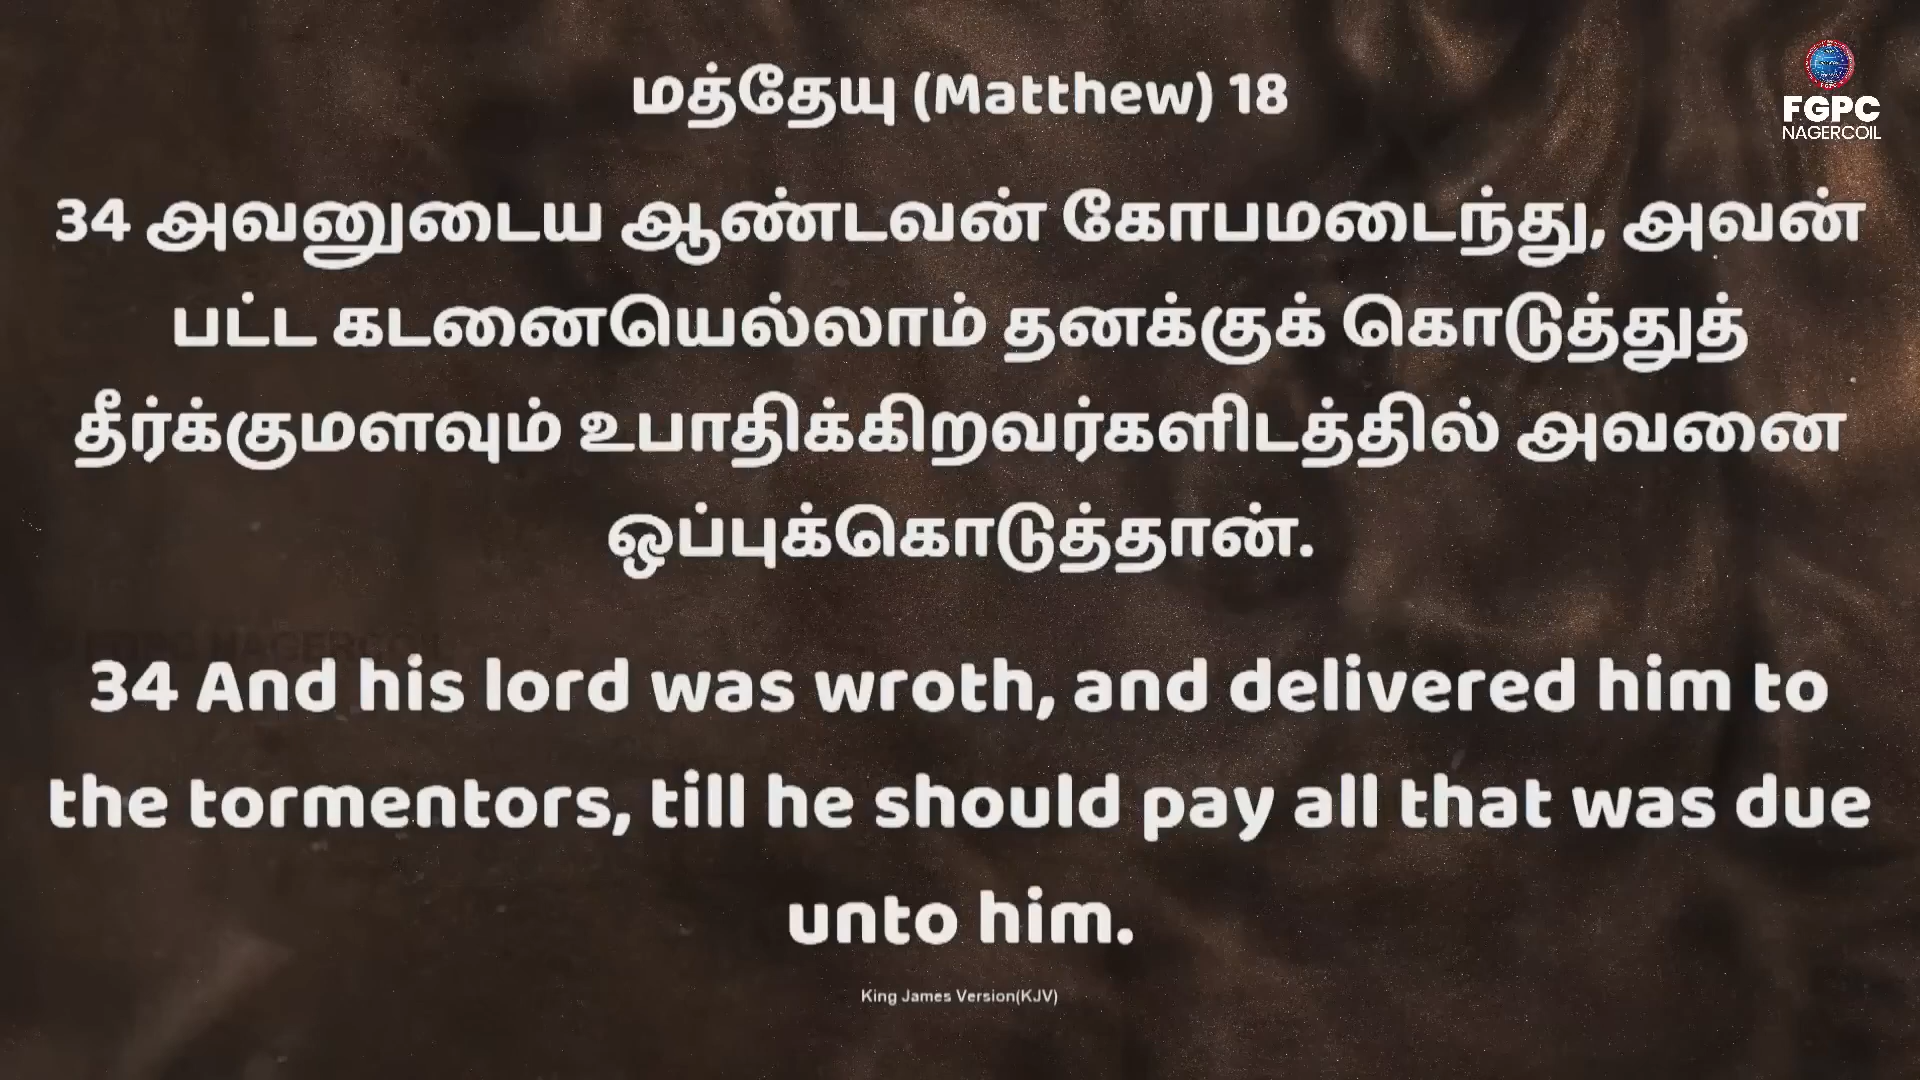 மத்தேயு (Matthew) 18
FGPC
NAGERCOIL
34 அவனுடைய ஆண்டவன் கோபமடைந்து, அவன்
பட்ட கடனையெல்லாம் தனக்குக் கொடுத்துத்
தீர்க்குமளவும் உபாதிக்கிறவர்களிடத்தில் அவனை
ஒப்புக்கொடுத்தான்.
34 And his lord was wroth, and delivered him to
the tormentors, till he should pay all that was due
unto him.
King James Version(KJV)